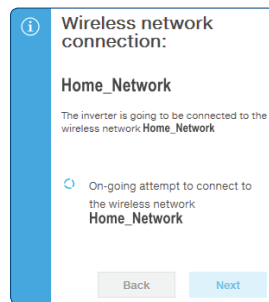 Wireless network
connection:
Home_Network
The inverter is going to be connected to the
wireless network Home_Network
On-going attempt to connect to
the wireless network
Home_Network
Back Next